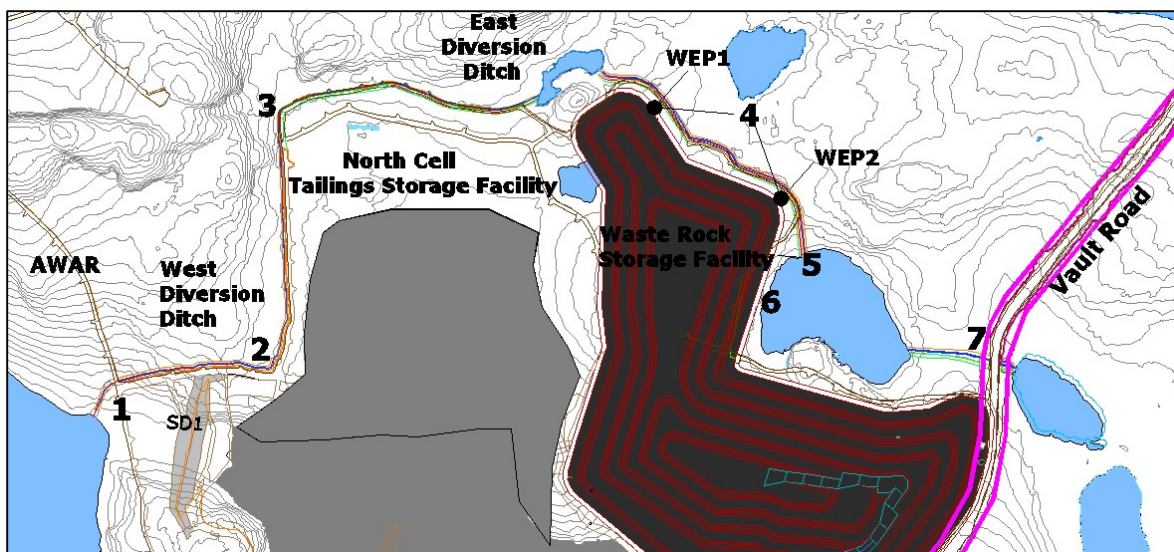 East
Diversion
Ditch
WEP1
3
4
North Cell
Tailings Storage Facility
WEP2
Waste Rock
Storage Facility
5
AWAR
West
Diversion
Ditch
6
Vault Road
7
2
1
SD1